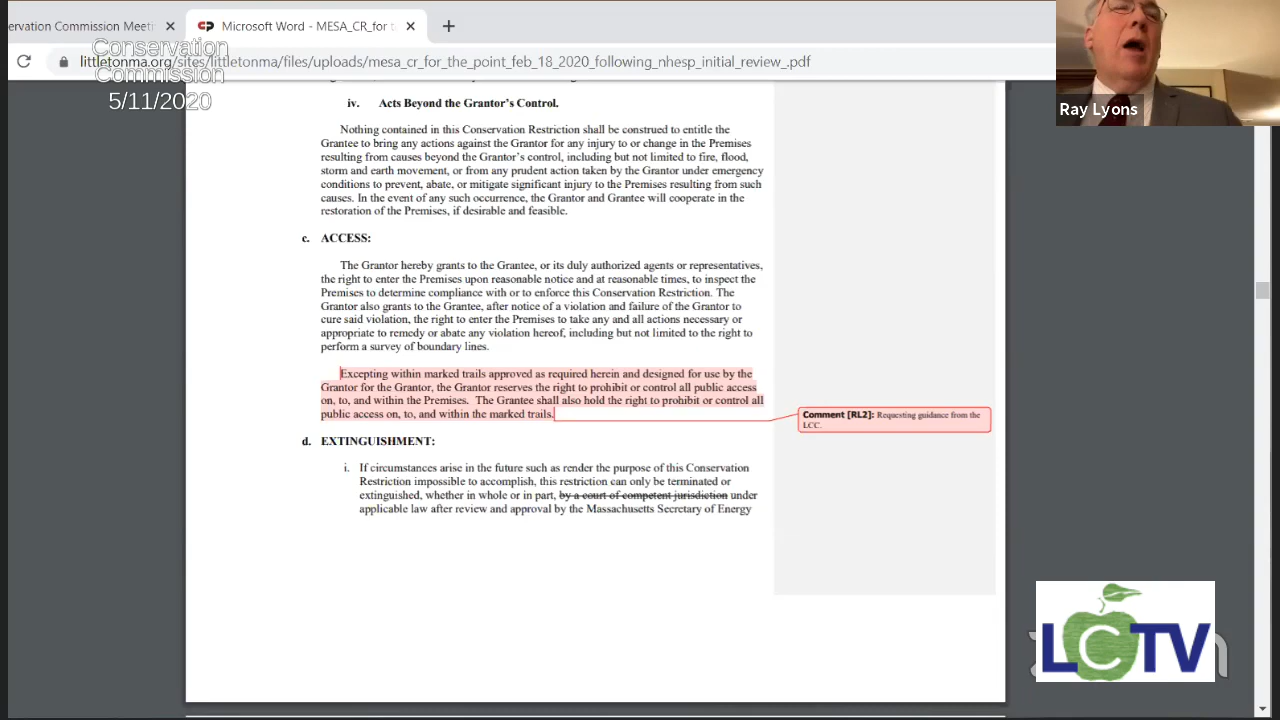 ervation Commission Meeti
Microsoft Word - MESA_CR_for t
Conservation
Commission
5/11/2020
littletonma.org/sites/littletonma/files/uploads/mesa_cr_for_the_point_feb_18_2020_following_nhesp_initial_review_.pdf
Ray Lyons
iv. Acts Beyond the Grantor's Control.
Nothing contained in this Conservation Restriction shall be construed to entitle the
Grantee to bring any actions against the Grantor for any injury to or change in the Premises
resulting from causes beyond the Grantor's control, including but not limited to fire, flood,
storm and earth movement, or from any prudent action taken by the Grantor under emergency
conditions to prevent, abate, or mitigate significant injury to the Premises resulting from such
causes. In the event of any such occurrence, the Grantor and Grantee will cooperate in the
restoration of the Premises, if desirable and feasible.
c. ACCESS:
The Grantor hereby grants to the Grantee, or its duly authorized agents or representatives,
the right to enter the Premises upon reasonable notice and at reasonable times, to inspect the
Premises to determine compliance with or to enforce this Conservation Restriction. The
Grantor also grants to the Grantee, after notice of a violation and failure of the Grantor to
cure said violation, the right to enter the Premises to take any and all actions necessary or
appropriate to remedy or abate any violation hereof, including but not limited to the right to
perform a survey of boundary lines.
Excepting within marked trails approved as required herein and designed for use by the
Grantor for the Grantor, the Grantor reserves the right to prohibit or control all public access
on, to, and within the Premises. The Grantee shall also hold the right to prohibit or control all
public access on, to, and within the marked trails.
Comment [RL2]: Requesting guidance from the
LCC.
d. EXTINGUISHMENT:
i. If circumstances arise in the future such as render the purpose of this Conservation
Restriction impossible to accomplish, this restriction can only be terminated or
extinguished, whether in whole or in part, by a court of competent jurisdiction under
applicable law after review and approval by the Massachusetts Secretary of Energy
LCTV